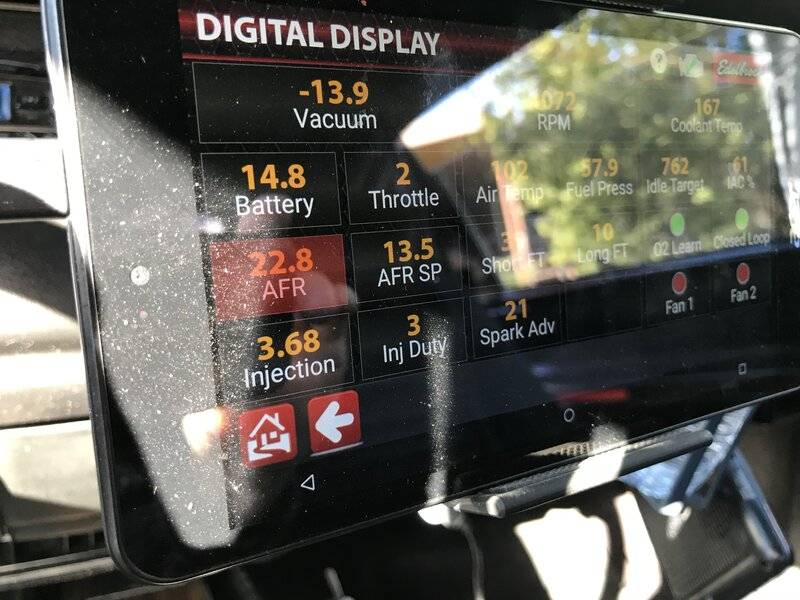 DIGITAL DISPLAY
Edelbrock
-13.9
Vacuum
1072
RPM
167
Coolant Temp
14.8
Battery
2
Throttle
102
Air Temp
57.9
Fuel Press
762
Idle Target
61
IAC %
22.8
AFR
13.5
AFR SP
Short FT
10
Long FT
O2 Learn
Closed Loop
3.68
Injection
3
Inj Duty
21
Spark Adv
Fan 1
Fan 2